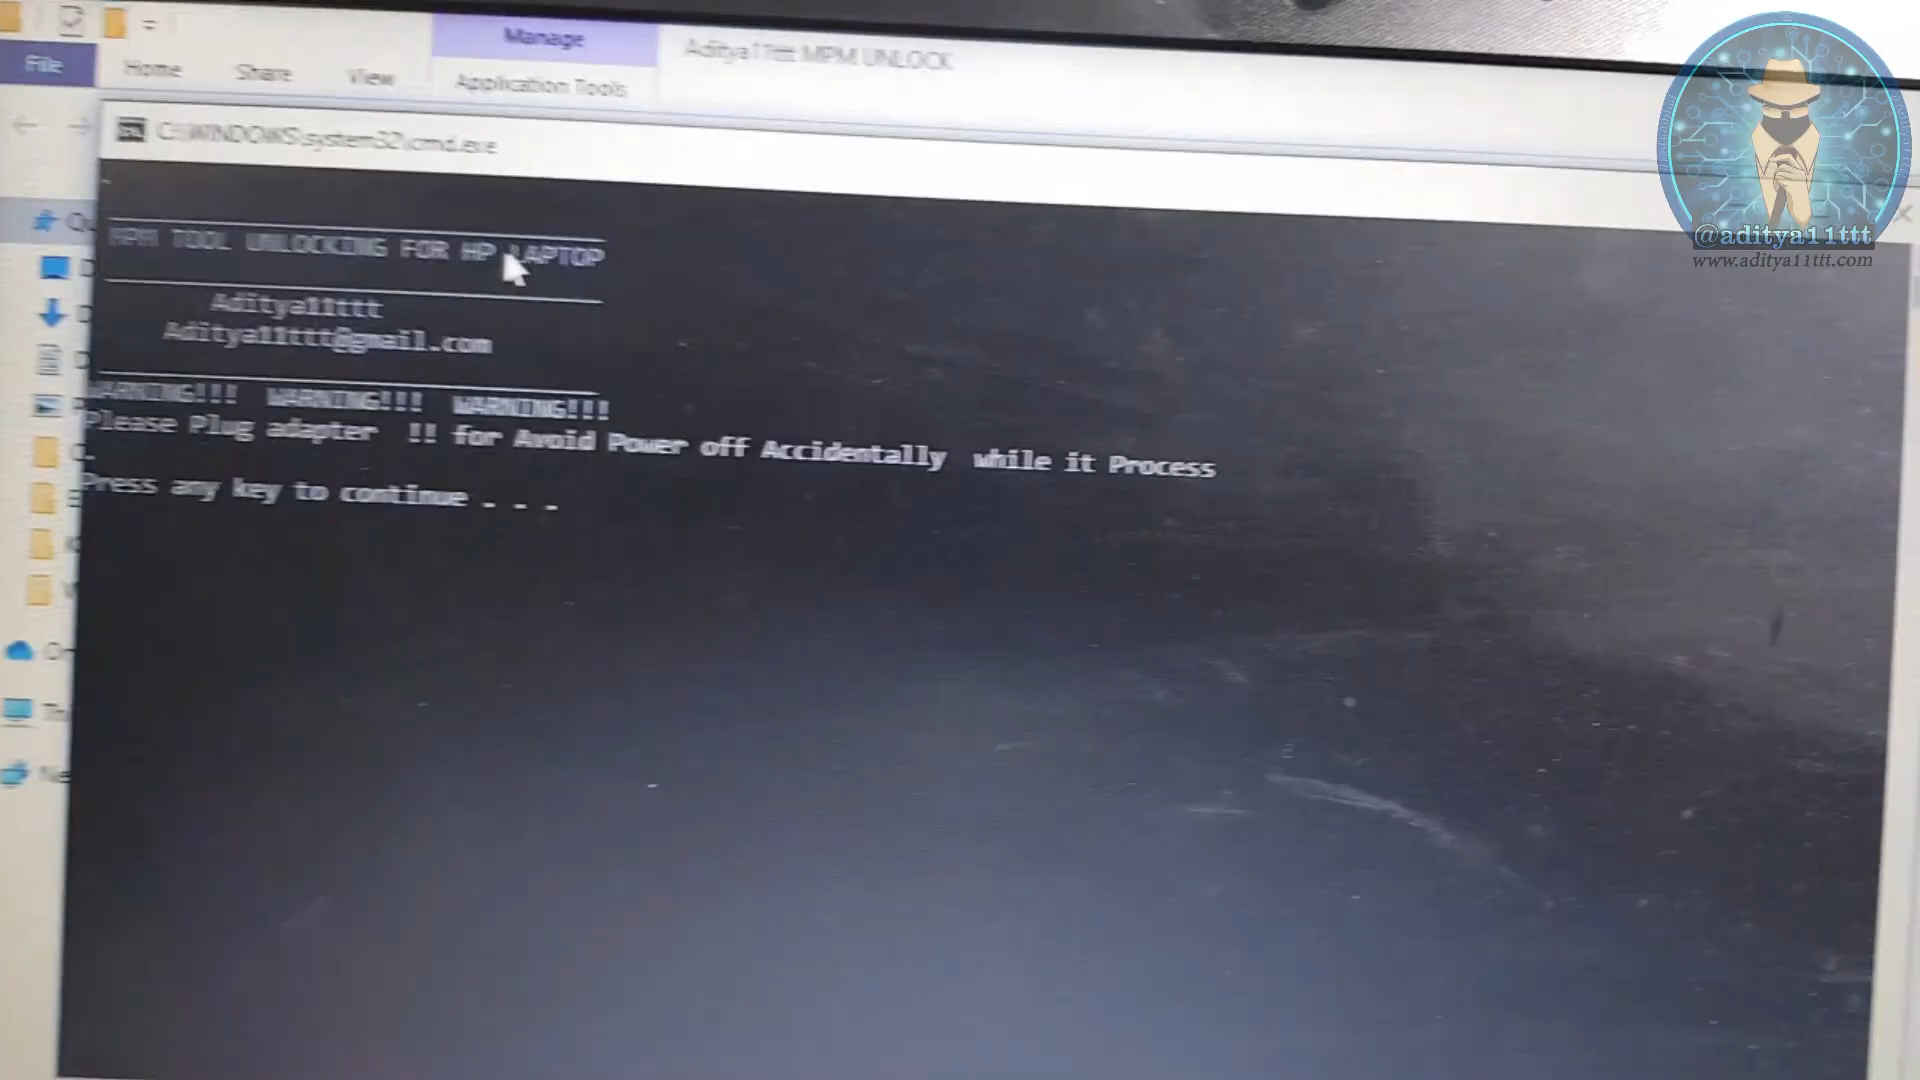 Manage
Aditya11ttt MPM UNLOCK
File
Home
Share
View
Application Tools
C:\WINDOWS\system32\cmd.exe
MPM TOOL UNLOCKING FOR HP LAPTOP
Aditya11ttt
Aditya11ttt@gmail.com
WARNING!!! WARNING!!! WARNING!!!
Please Plug adapter !! for Avoid Power off Accidentally while it Process
.
Press any key to continue . . .
@aditya11ttt
www.aditya11ttt.com